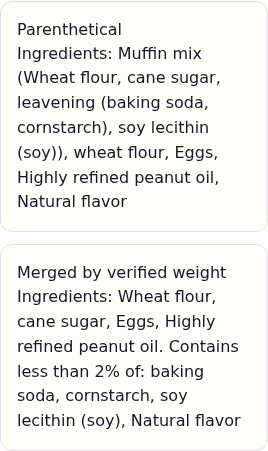 Parenthetical
Ingredients: Muffin mix
(Wheat flour, cane sugar,
leavening (baking soda,
cornstarch), soy lecithin
(soy)), wheat flour, Eggs,
Highly refined peanut oil,
Natural flavor
Merged by verified weight
Ingredients: Wheat flour,
cane sugar, Eggs, Highly
refined peanut oil. Contains
less than 2% of: baking
soda, cornstarch, soy
lecithin (soy), Natural flavor